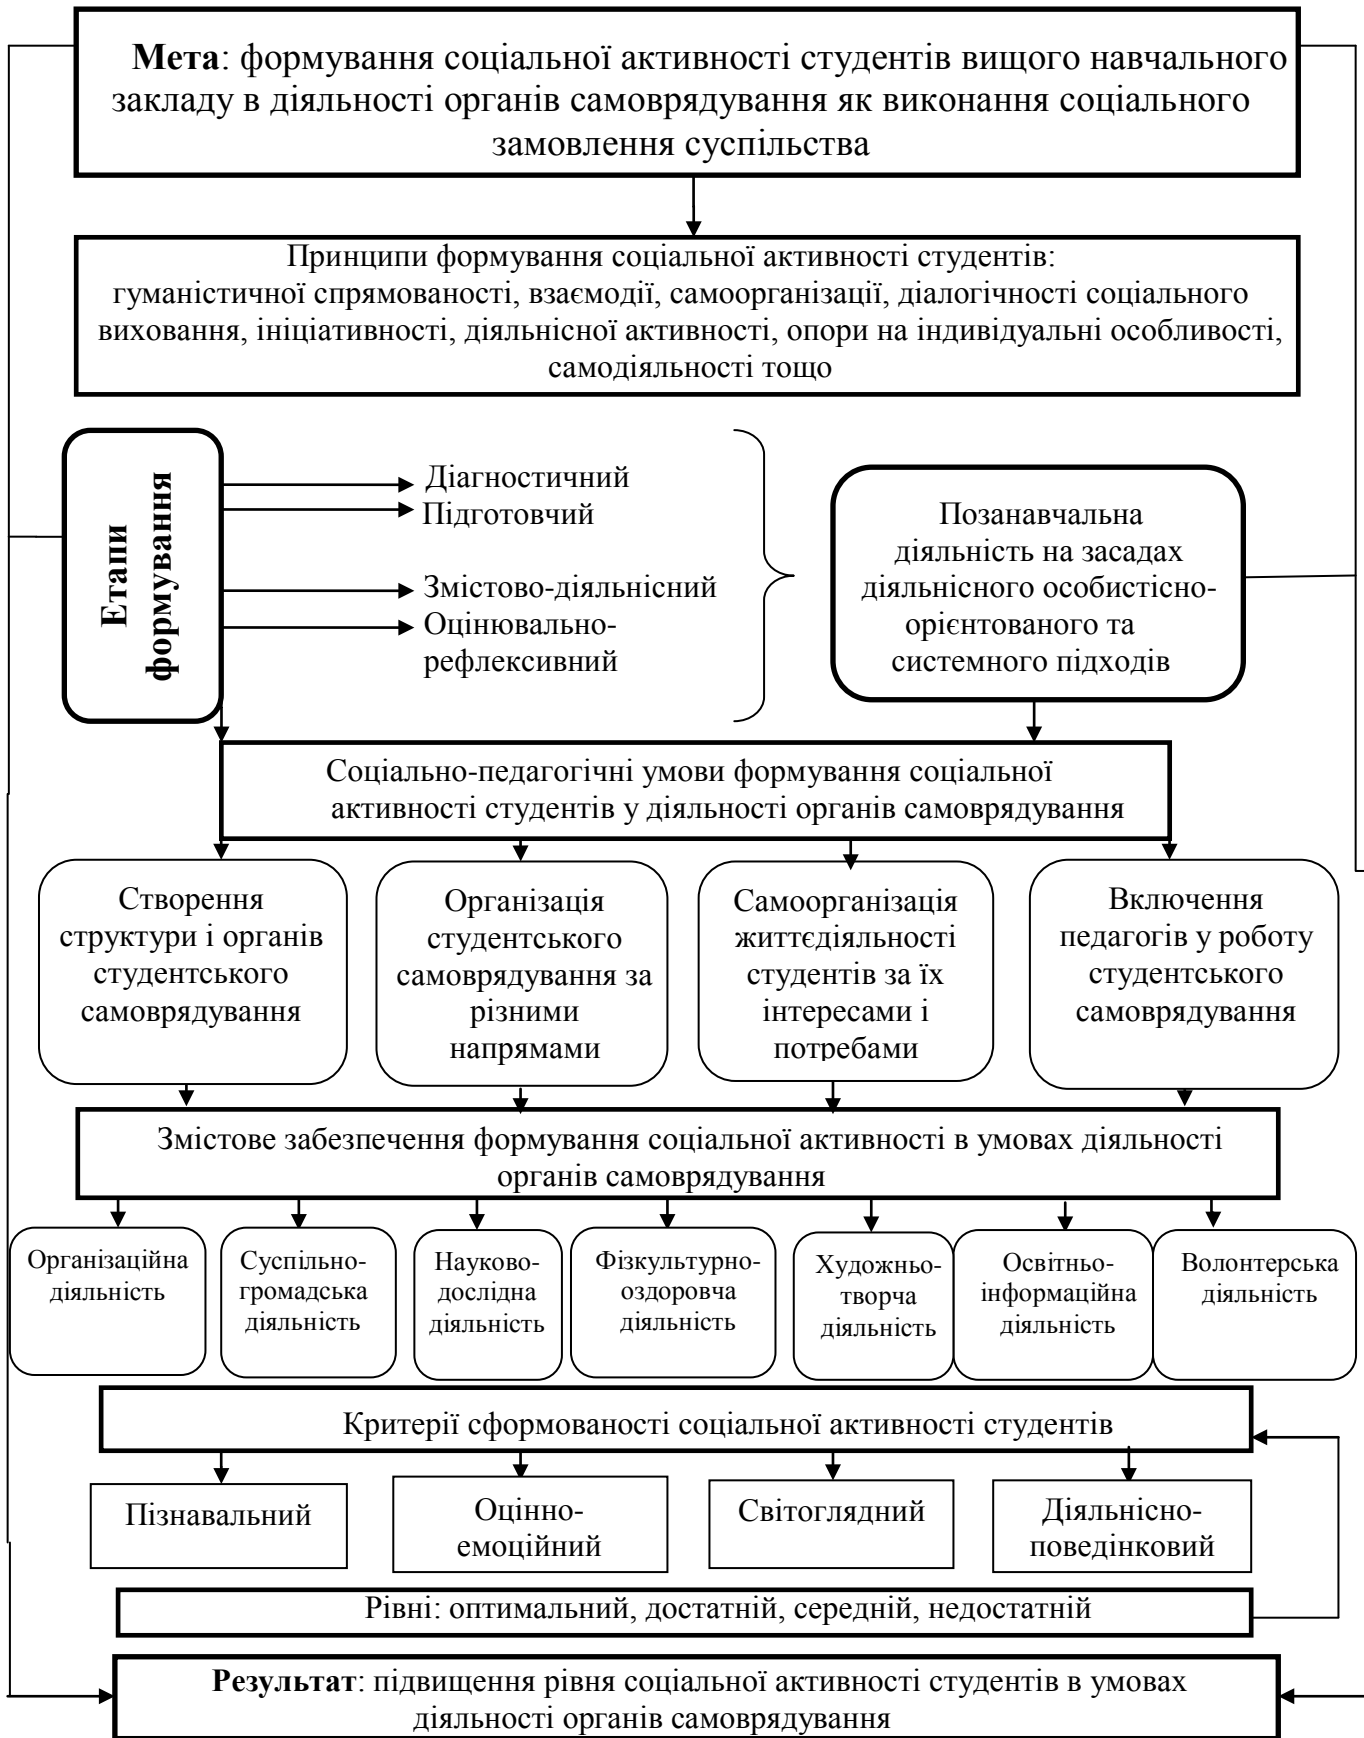 Мета: формування соціальної активності студентів вищого навчального
закладу в діяльності органів самоврядування як виконання соціального
замовлення суспільства
Принципи формування соціальної активності студентів:
гуманістичної спрямованості, взаємодії, самоорганізації, діалогічності соціального
виховання, ініціативності, діяльнісної активності, опори на індивідуальні особливості,
самодіяльності тощо
Етапи
формування
Діагностичний
Підготовчий
Змістово-діяльнісний
Оцінювально-
рефлексивний
Позанавчальна
діяльність на засадах
діяльнісного особистісно-
орієнтованого та
системного підходів
Соціально-педагогічні умови формування соціальної
активності студентів у діяльності органів самоврядування
Створення
структури і органів
студентського
самоврядування
Організація
студентського
самоврядування за
різними
напрямами
Самоорганізація
життєдіяльності
студентів за їх
інтересами і
потребами
Включення
педагогів у роботу
студентського
самоврядування
Змістове забезпечення формування соціальної активності в умовах діяльності
органів самоврядування
Організаційна
діяльність
Суспільно-
громадська
діяльність
Науково-
дослідна
діяльність
Фізкультурно-
оздоровча
діяльність
Художньо-
творча
діяльність
Освітньо-
інформаційна
діяльність
Волонтерська
діяльність
Критерії сформованості соціальної активності студентів
Пізнавальний
Оцінно-
емоційний
Світоглядний
Діяльнісно-
поведінковий
Рівні: оптимальний, достатній, середній, недостатній
Результат: підвищення рівня соціальної активності студентів в умовах
діяльності органів самоврядування